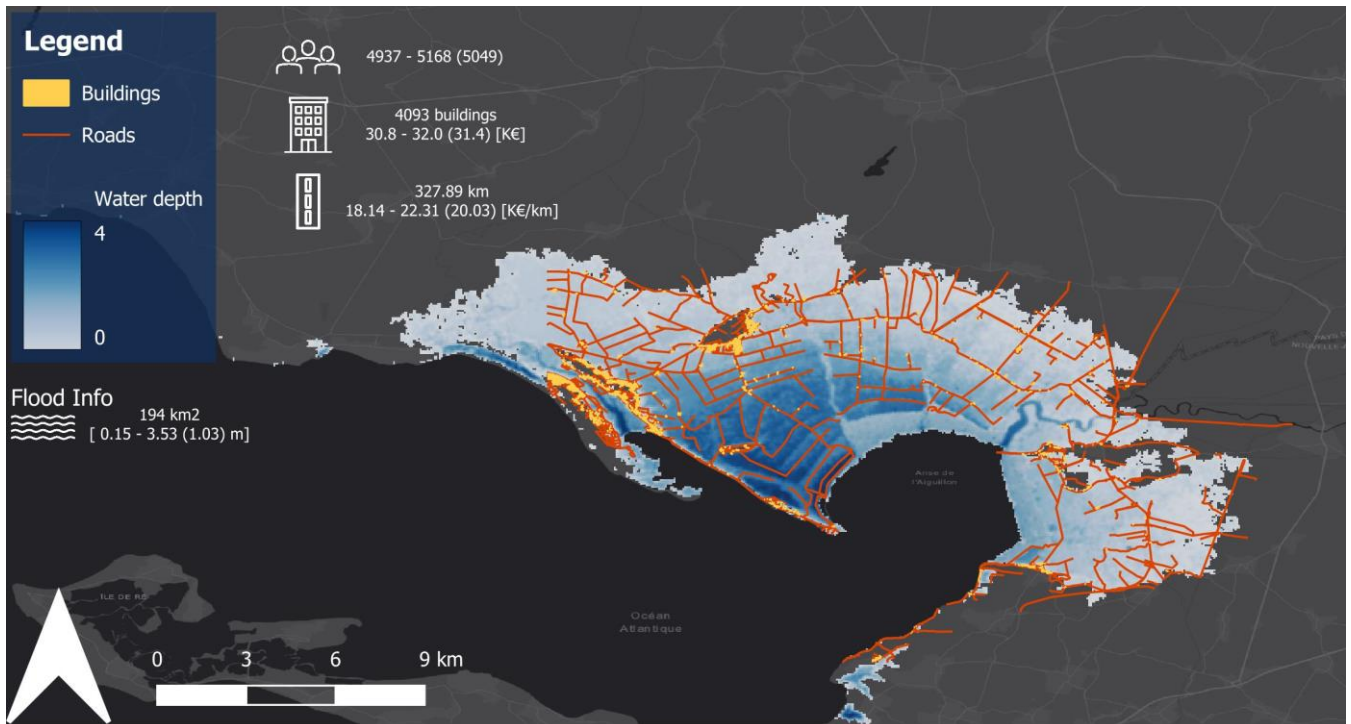 Legend
Buildings
Roads
Water depth
4
0
4937 - 5168 (5049)
4093 buildings
30.8 - 32.0 (31.4) [K€]
327.89 km
18.14 - 22.31 (20.03) [K€/km]
Flood Info
194 km2
[ 0.15 - 3.53 (1.03) m]
Anse de
l'Aiguillon
ILE DE RÉ
Océan
Atlantique
0 3 6 9 km